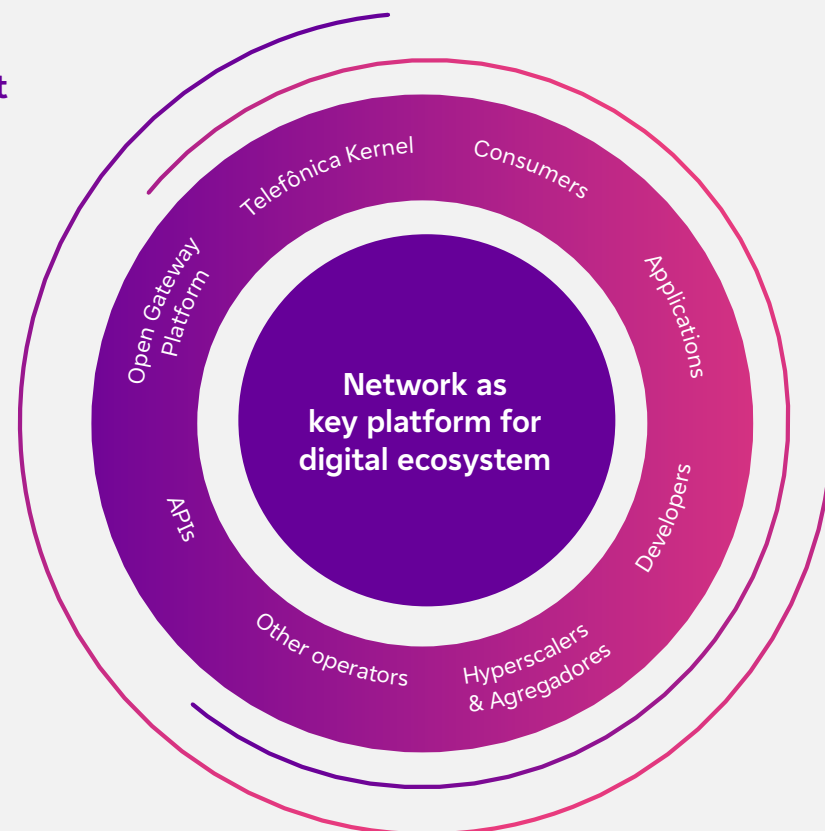 t
Telefônica Kernel
Consumers
Applications
Developers
Hyperscalers
& Agregadores
Other operators
APIs
Open Gateway
Platform
Network as
key platform for
digital ecosystem